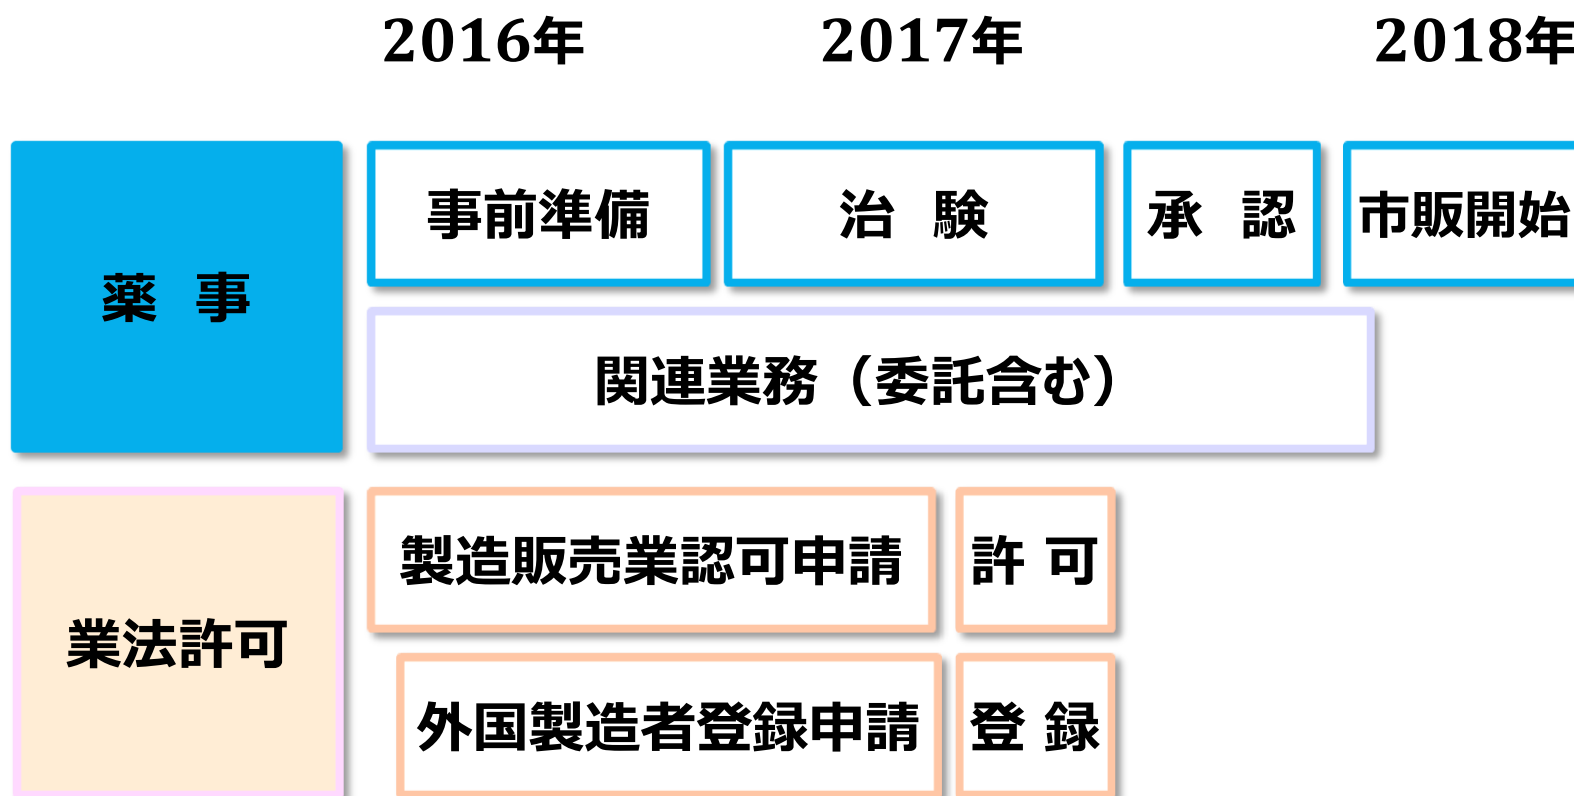 2016年 2017年 2018年
薬 事
事前準備 治 験 承 認 市販開始
関連業務（委託含む）
業法許可
製造販売業認可申請 許 可
外国製造者登録申請 登 録